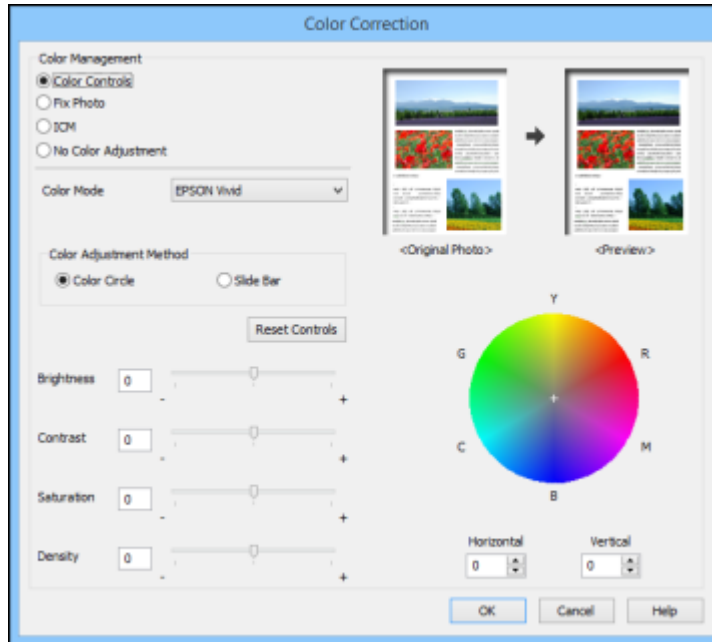 Color Correction
Color Management
Color Controls
Fix Photo
ICM
No Color Adjustment
Color Mode
EPSON Vivid
<Original Photo>
<Preview>
Color Adjustment Method
Color Circle
Slide Bar
Reset Controls
Brightness 0 - +
Contrast 0 - +
Saturation 0 - +
Density 0 - +
Y
G R
C M
B
Horizontal Vertical
0 0
OK Cancel Help